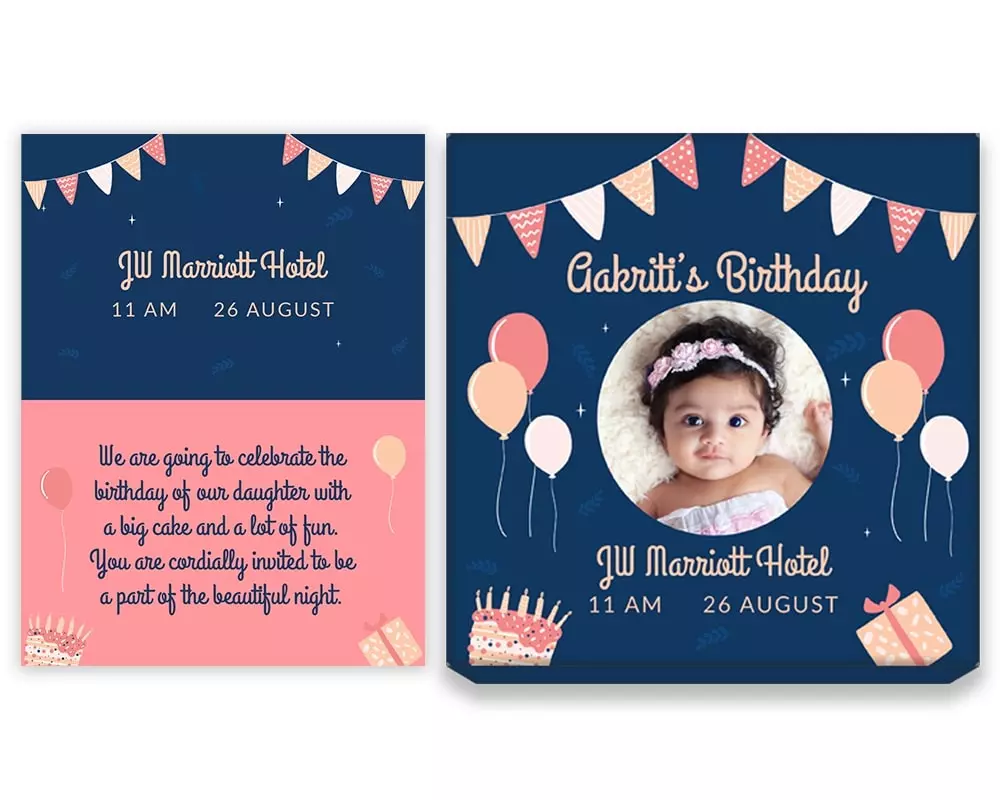 JW Marriott Hotel
11 AM 26 AUGUST
We are going to celebrate the
birthday of our daughter with
a big cake and a lot of fun.
You are cordially invited to be
a part of the beautiful night.
Aakriti's Birthday
JW Marriott Hotel
11 AM 26 AUGUST